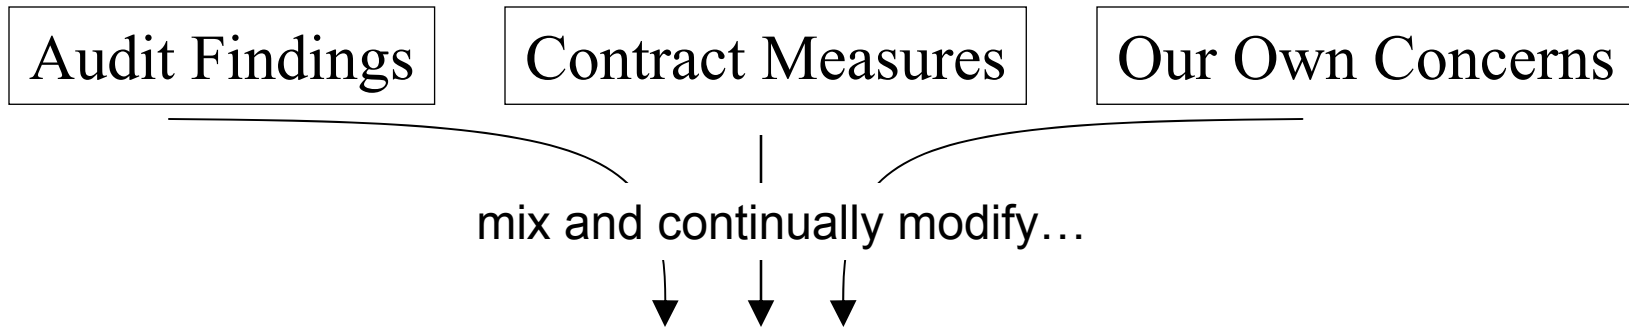 Audit Findings
Contract Measures
Our Own Concerns
mix and continually modify…